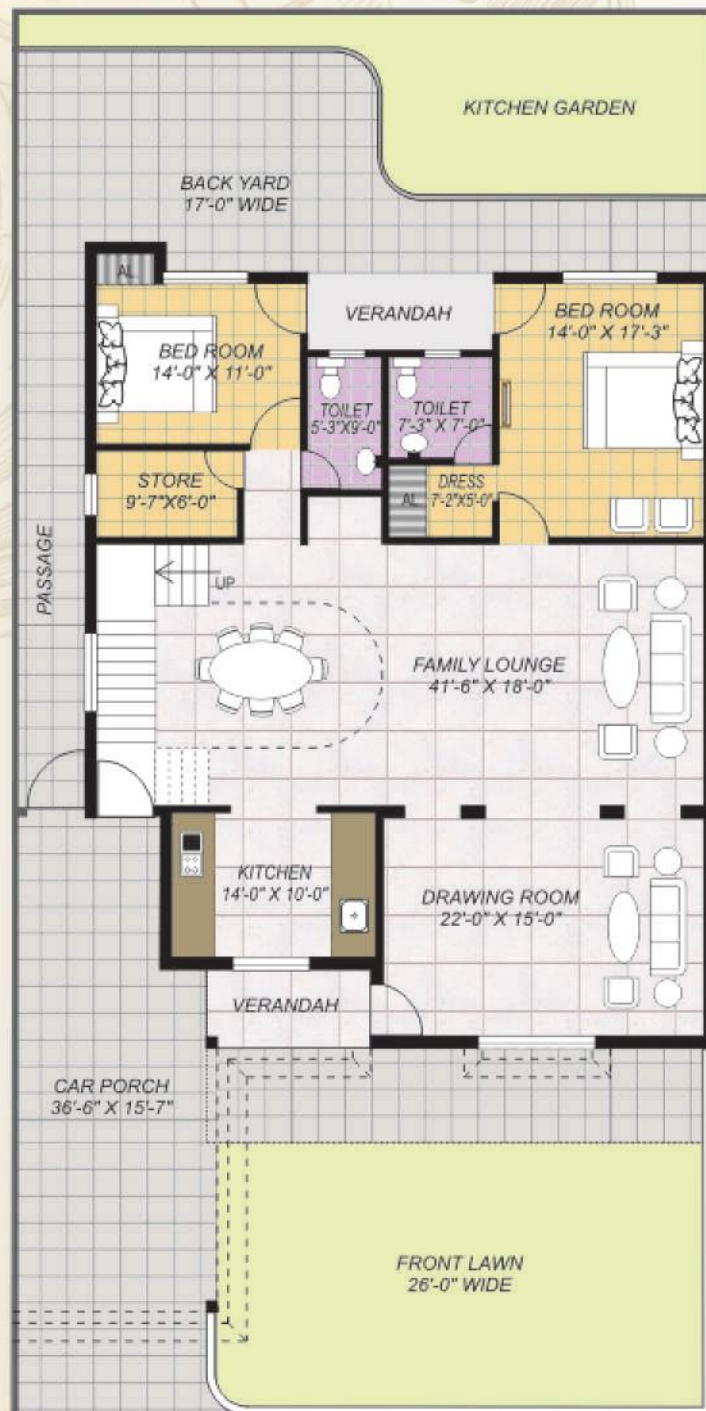 KITCHEN GARDEN
BACK YARD
17'-0" WIDE
AL
VERANDAH
BED ROOM
14'-0" X 17'-3"
BED ROOM
14'-0" X 11'-0"
TOILET
5'-3"X9'-0"
TOILET
7'-3" X 7'-0"
STORE
9'-7"X6'-0"
AL
DRESS
7'-2"X5'-0"
PASSAGE
UP
FAMILY LOUNGE
41'-6" X 18'-0"
KITCHEN
14'-0" X 10'-0"
DRAWING ROOM
22'-0" X 15'-0"
VERANDAH
CAR PORCH
36'-6" X 15'-7"
FRONT LAWN
26'-0" WIDE